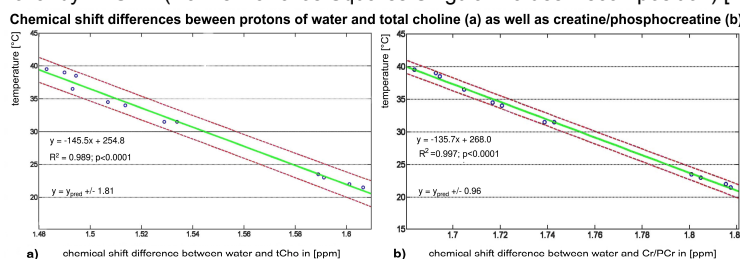 Chemical shift differences beween protons of water and total choline (a) as well as creatine/phosphocreatine (b)
temperature [°C]
45
40
35
30
25
20
y = -145.5x + 254.8
R² = 0.989; p<0.0001
y = ypred +/- 1.81
1.48
1.5
1.52
1.54
1.56
1.58
1.6
a)
chemical shift difference between water and tCho in [ppm]
temperature [°C]
45
40
35
30
25
20
15
y = -135.7x + 268.0
R² =0.997; p<0.0001
y = ypred +/- 0.96
1.7
1.72
1.74
1.76
1.78
1.8
b)
chemical shift difference between water and Cr/PCr in [ppm]